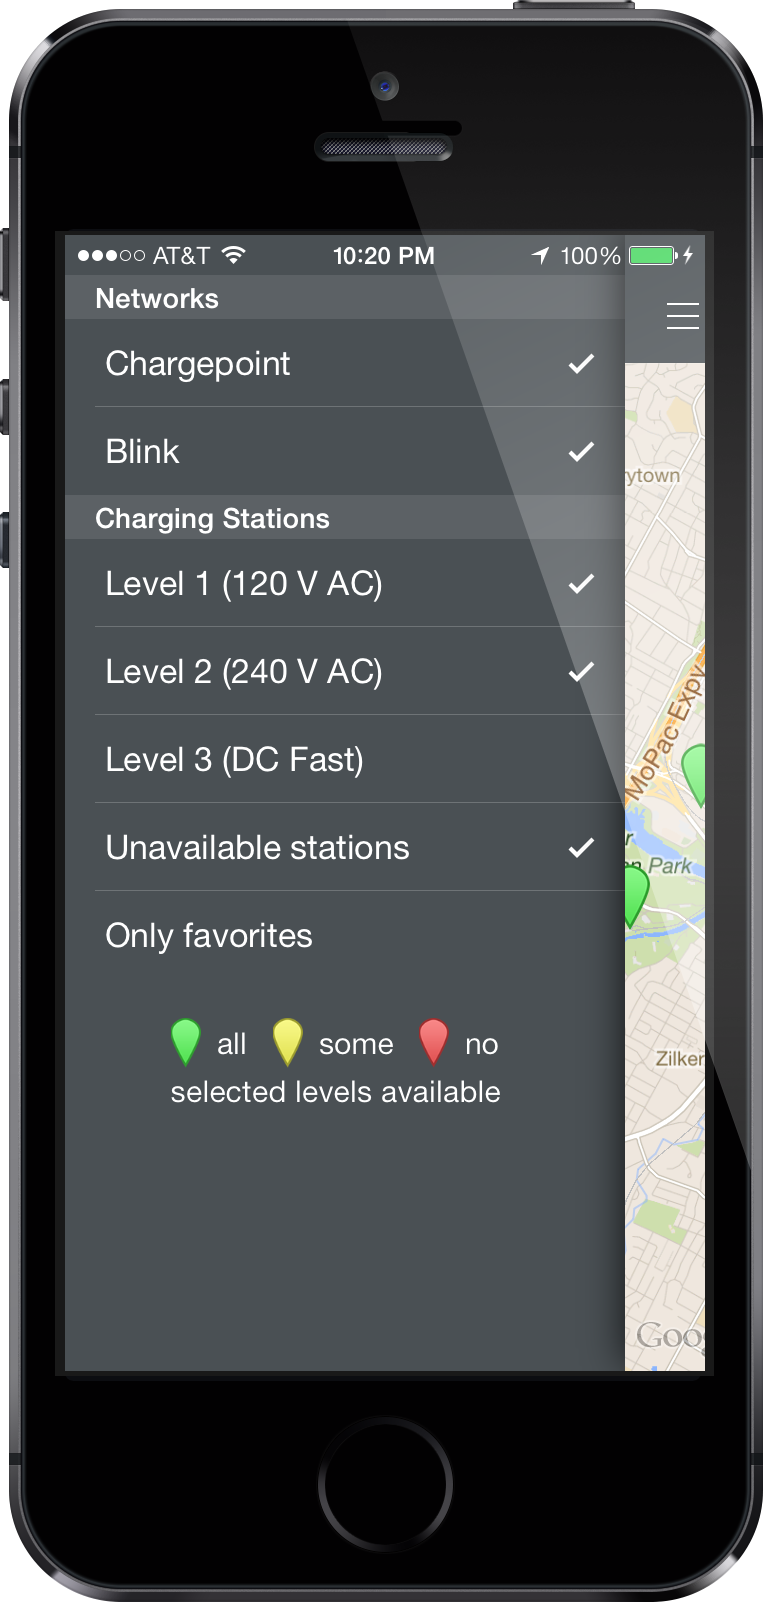 AT&T 10:20 PM 100%
Networks
Chargepoint
Blink
rytown
Charging Stations
Level 1 (120 V AC)
Level 2 (240 V AC)
MoPac Expy
Level 3 (DC Fast)
Unavailable stations
Park
Only favorites
all some no
Zilker
selected levels available
Goo